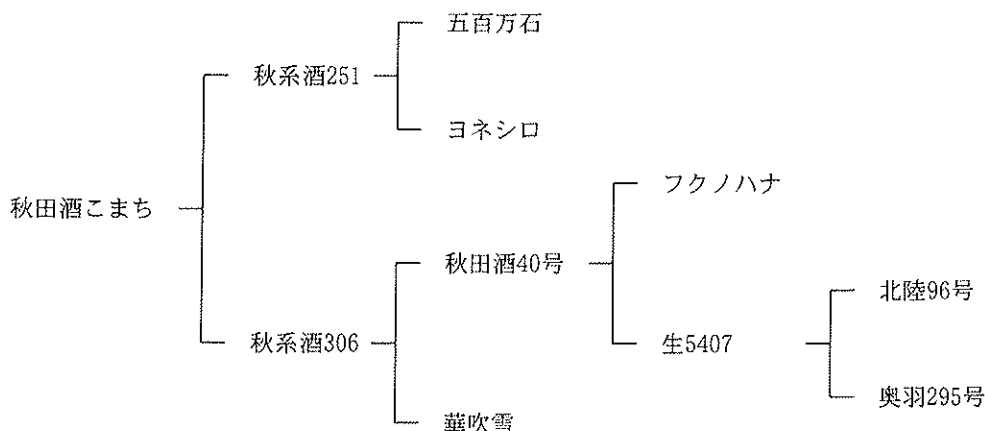 五百万石
秋系酒251
ヨネシロ
フクノハナ
秋田酒こまち
秋田酒40号
北陸96号
秋系酒306
生5407
奥羽295号
華吹雪